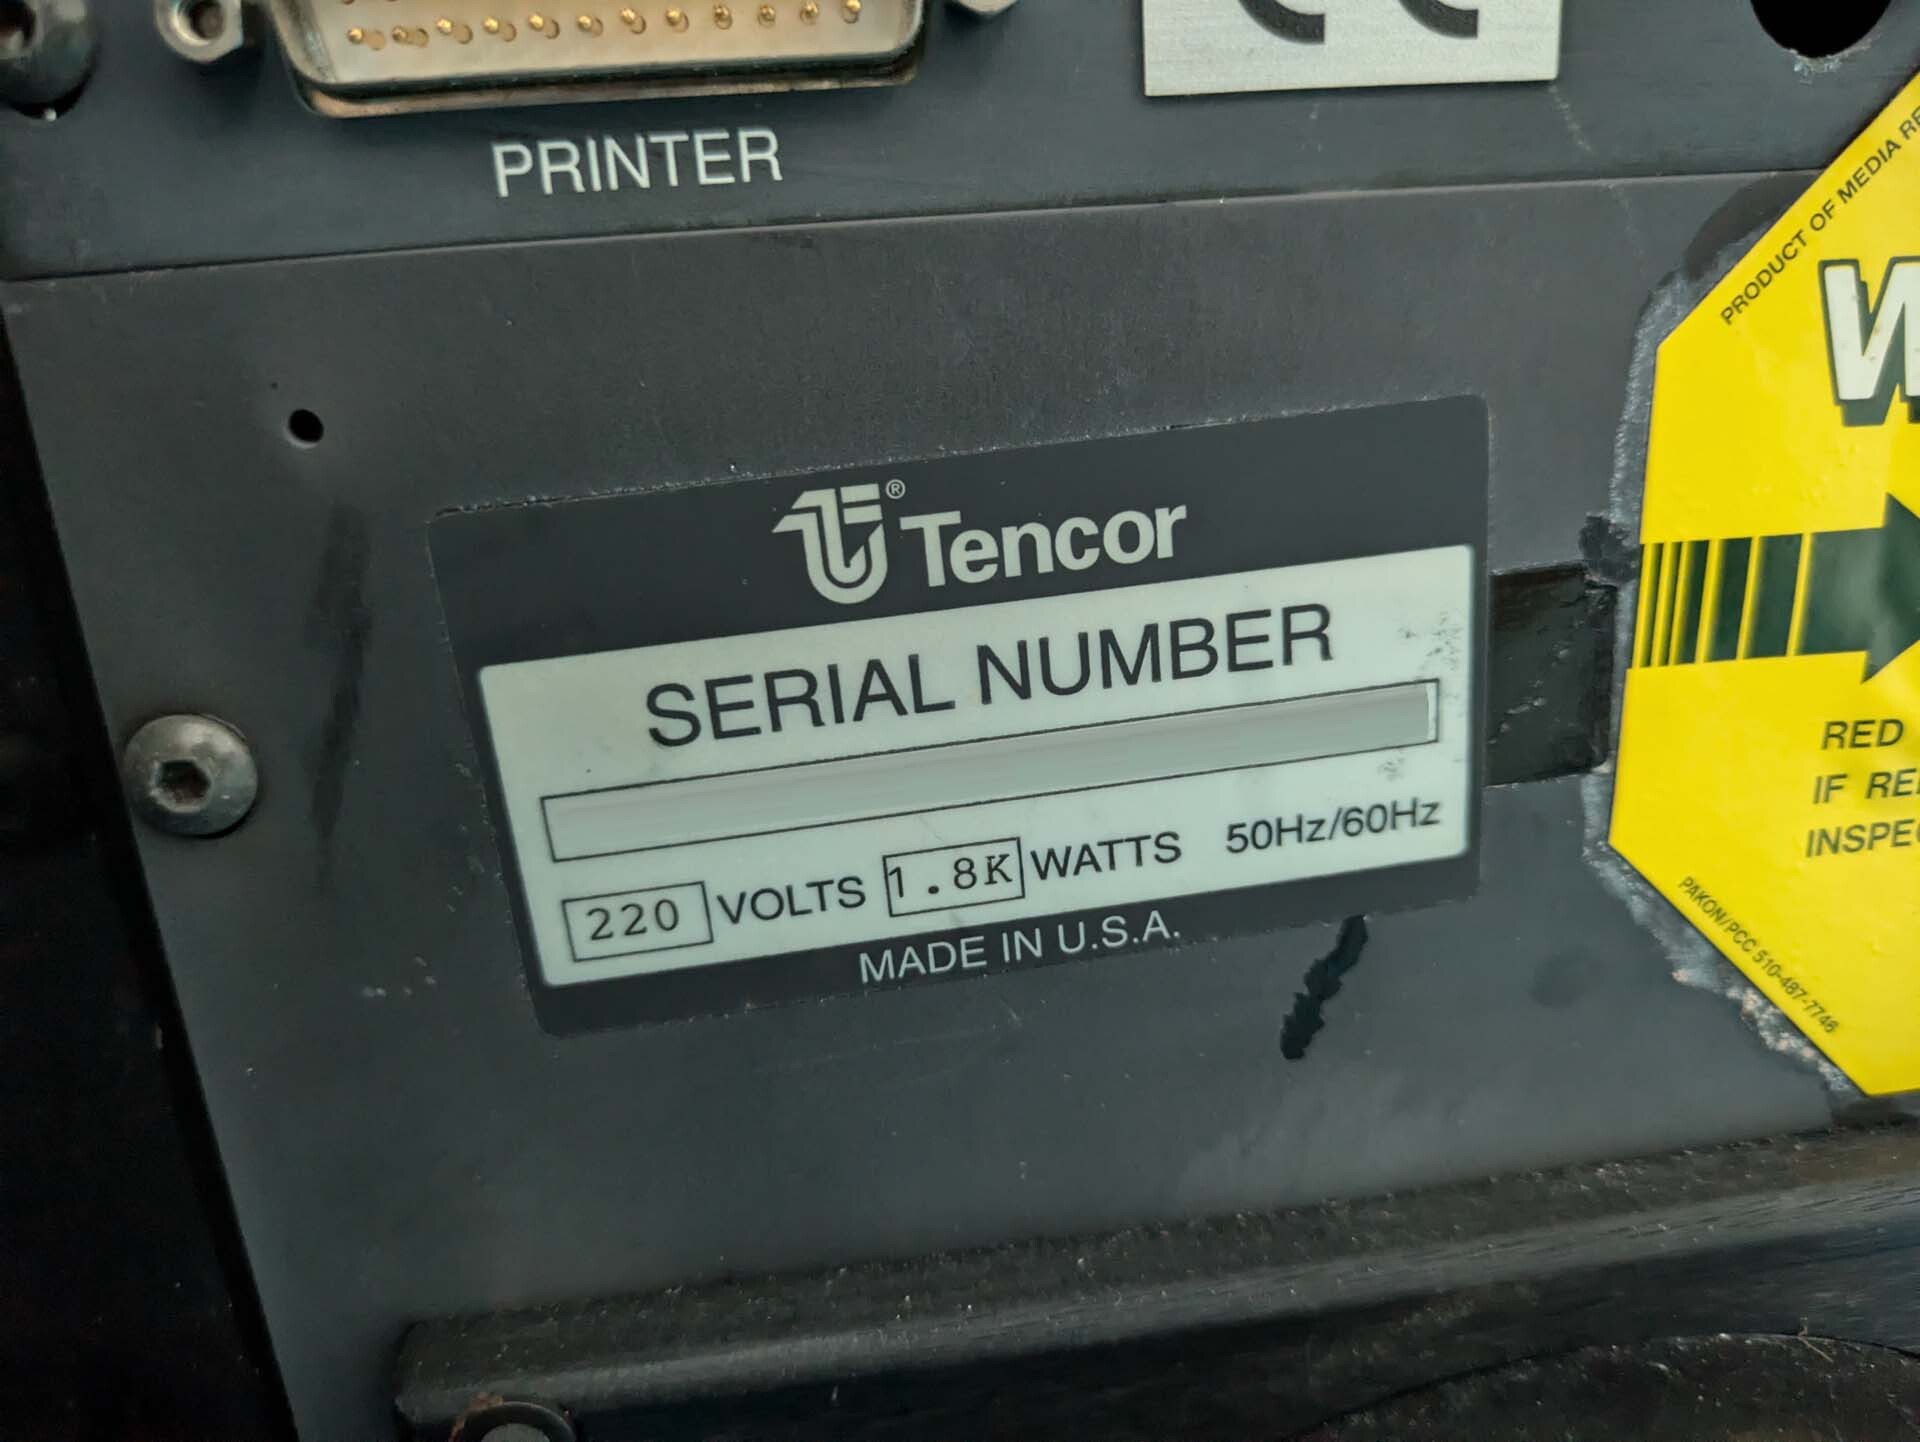 CE
PRINTER
PRODUCT OF MEDIA
W
Tencor®
SERIAL NUMBER
220 VOLTS 1.8K WATTS 50Hz/60Hz
MADE IN U.S.A.
RED
IF
PAKON/PCC 510-487-7746